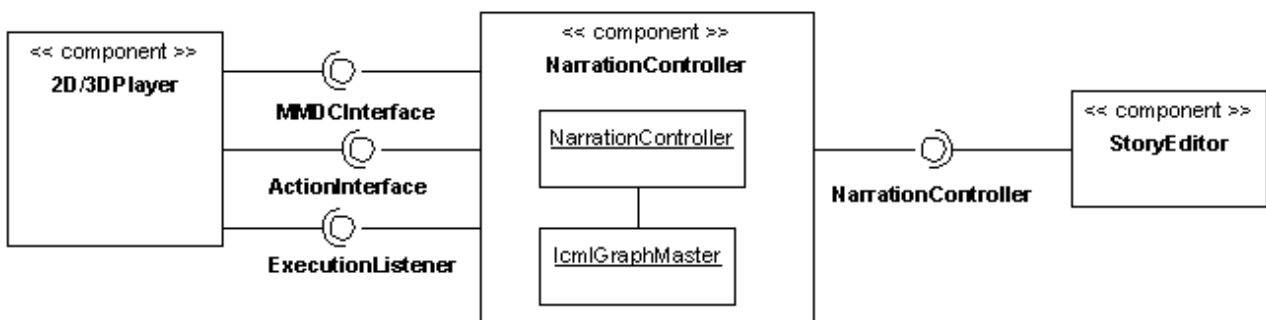 << component >>
2D/3DPlayer
MMDCInterface
ActionInterface
ExecutionListener
<< component >>
NarrationController
NarrationController
IcmlGraphMaster
NarrationController
<< component >>
StoryEditor